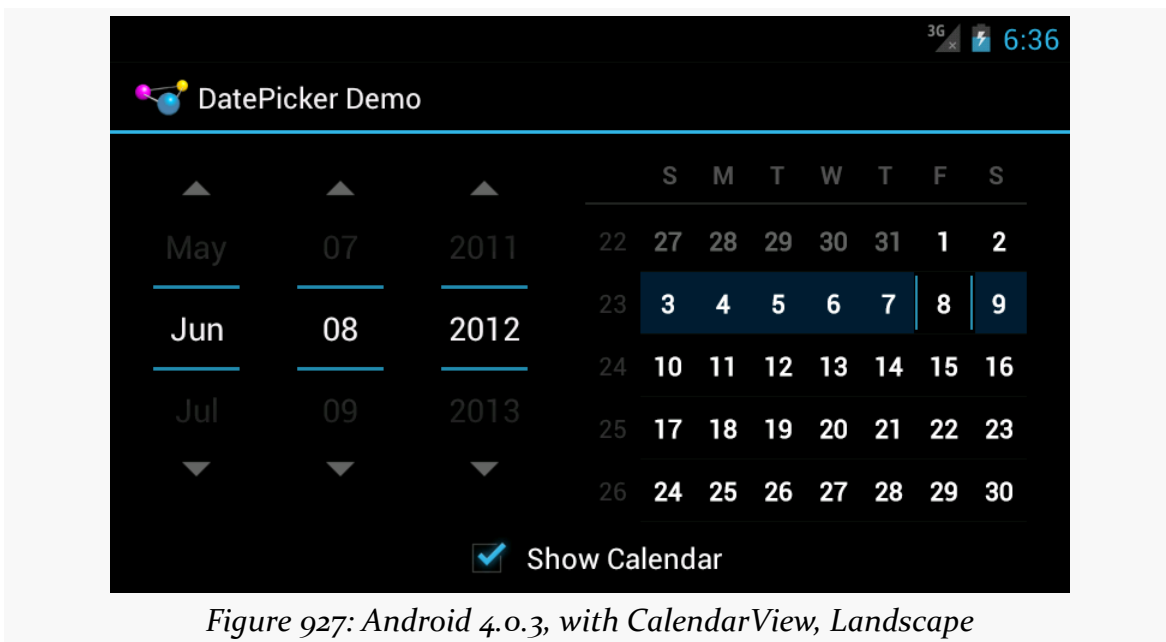 3G 6:36
DatePicker Demo
S M T W T F S
May 07 2011 22 27 28 29 30 31 1 2
23 3 4 5 6 7 8 9
Jun 08 2012
24 10 11 12 13 14 15 16
Jul 09 2013
25 17 18 19 20 21 22 23
26 24 25 26 27 28 29 30
Show Calendar
Figure 927: Android 4.0.3, with CalendarView, Landscape